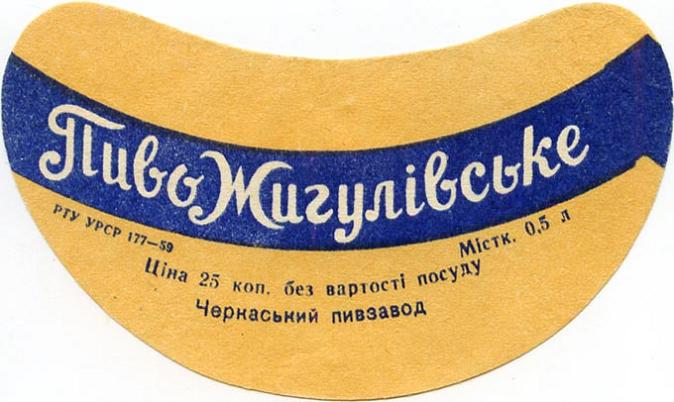 Пиво Жигулівське
РТУ УРСР 177—59
Містк. 0,5 л
Ціна 25 коп. без вартості посуду
Черкаський пивзавод